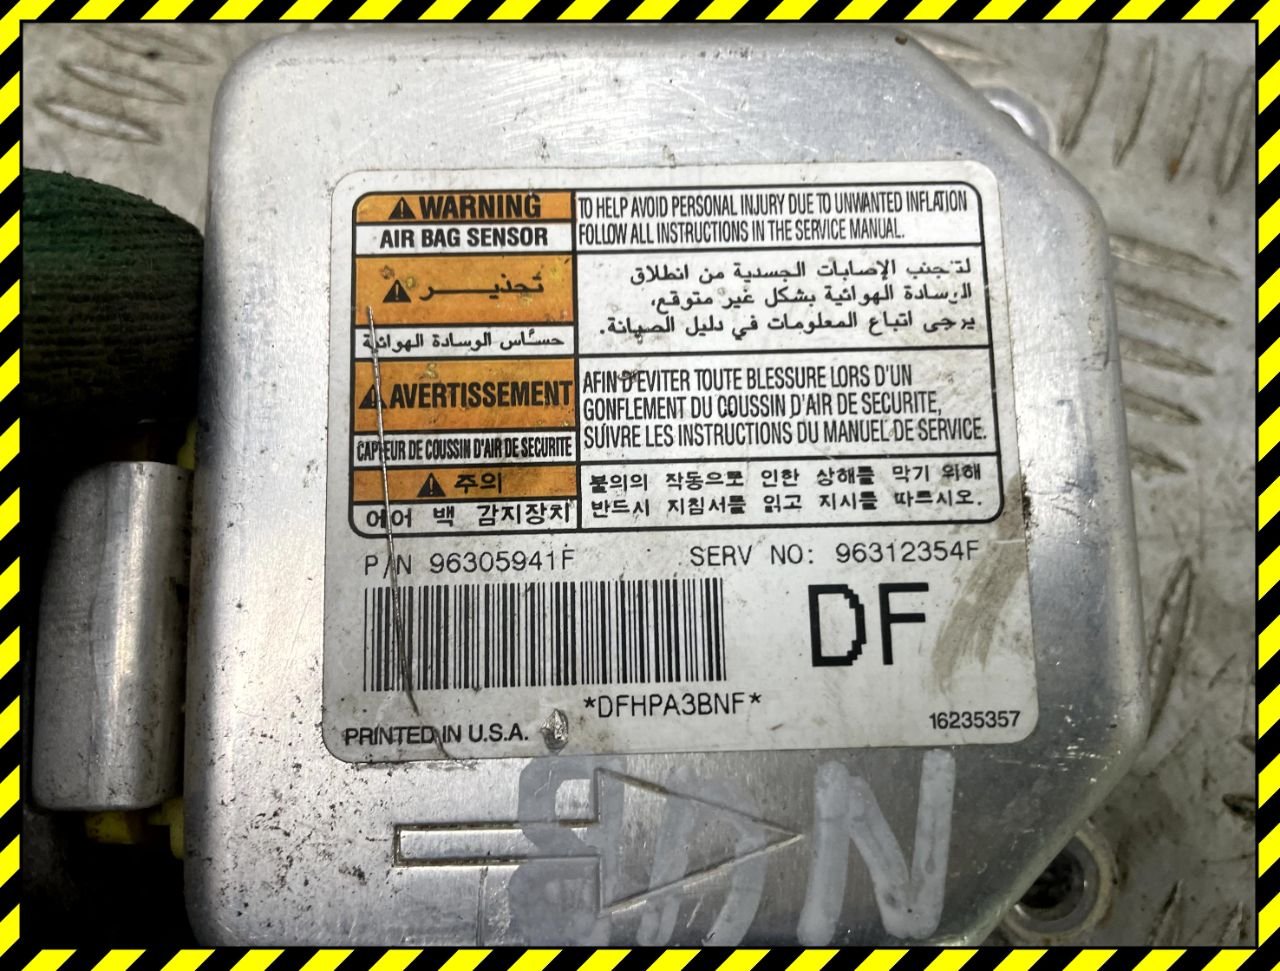 WARNING
AIR BAG SENSOR
TO HELP AVOID PERSONAL INJURY DUE TO UNWANTED INFLATION
FOLLOW ALL INSTRUCTIONS IN THE SERVICE MANUAL.
تحذيــــر
حساس الوسادة الهوائية
لتجنب الإصابات الجسدية من انطلاق
الوسادة الهوائية بشكل غير متوقع،
يرجى اتباع المعلومات في دليل الصيانة.
AVERTISSEMENT
CAPTEUR DE COUSSIN D'AIR DE SECURITE
AFIN D'EVITER TOUTE BLESSURE LORS D'UN
GONFLEMENT DU COUSSIN D'AIR DE SECURITE,
SUIVRE LES INSTRUCTIONS DU MANUEL DE SERVICE.
주의
에어 백 감지장치
불의의 작동으로 인한 상해를 막기 위해
반드시 지침서를 읽고 지시를 따르시오.
P/N 96305941F
SERV NO: 96312354F
DF
*DFHPA3BNF*
PRINTED IN U.S.A.
16235357